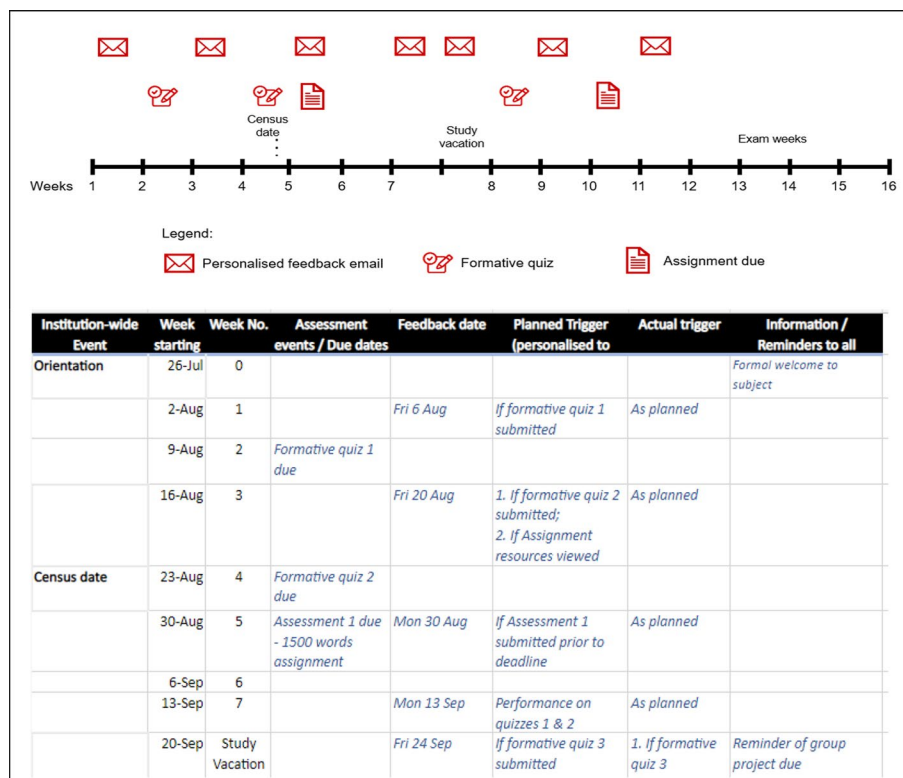 Census
date
Study
vacation
Exam weeks
Weeks 1 2 3 4 5 6 7 8 9 10 11 12 13 14 15 16
Legend:
Personalised feedback email Formative quiz Assignment due
Institution-wide Week Week No. Assessment Feedback date Planned Trigger Actual trigger Information /
Event starting events / Due dates (personalised to Reminders to all
Orientation 26-Jul 0 Formal welcome to
subject
2-Aug 1 Fri 6 Aug If formative quiz 1 As planned
submitted
9-Aug 2 Formative quiz 1
due
16-Aug 3 Fri 20 Aug 1. If formative quiz 2 As planned
submitted;
2. If Assignment
resources viewed
Census date 23-Aug 4 Formative quiz 2
due
30-Aug 5 Assessment 1 due Mon 30 Aug If Assessment 1 As planned
- 1500 words submitted prior to
assignment deadline
6-Sep 6
13-Sep 7 Mon 13 Sep Performance on As planned
quizzes 1 & 2
20-Sep Study Fri 24 Sep If formative quiz 3 1. If formative Reminder of group
Vacation submitted quiz 3 project due